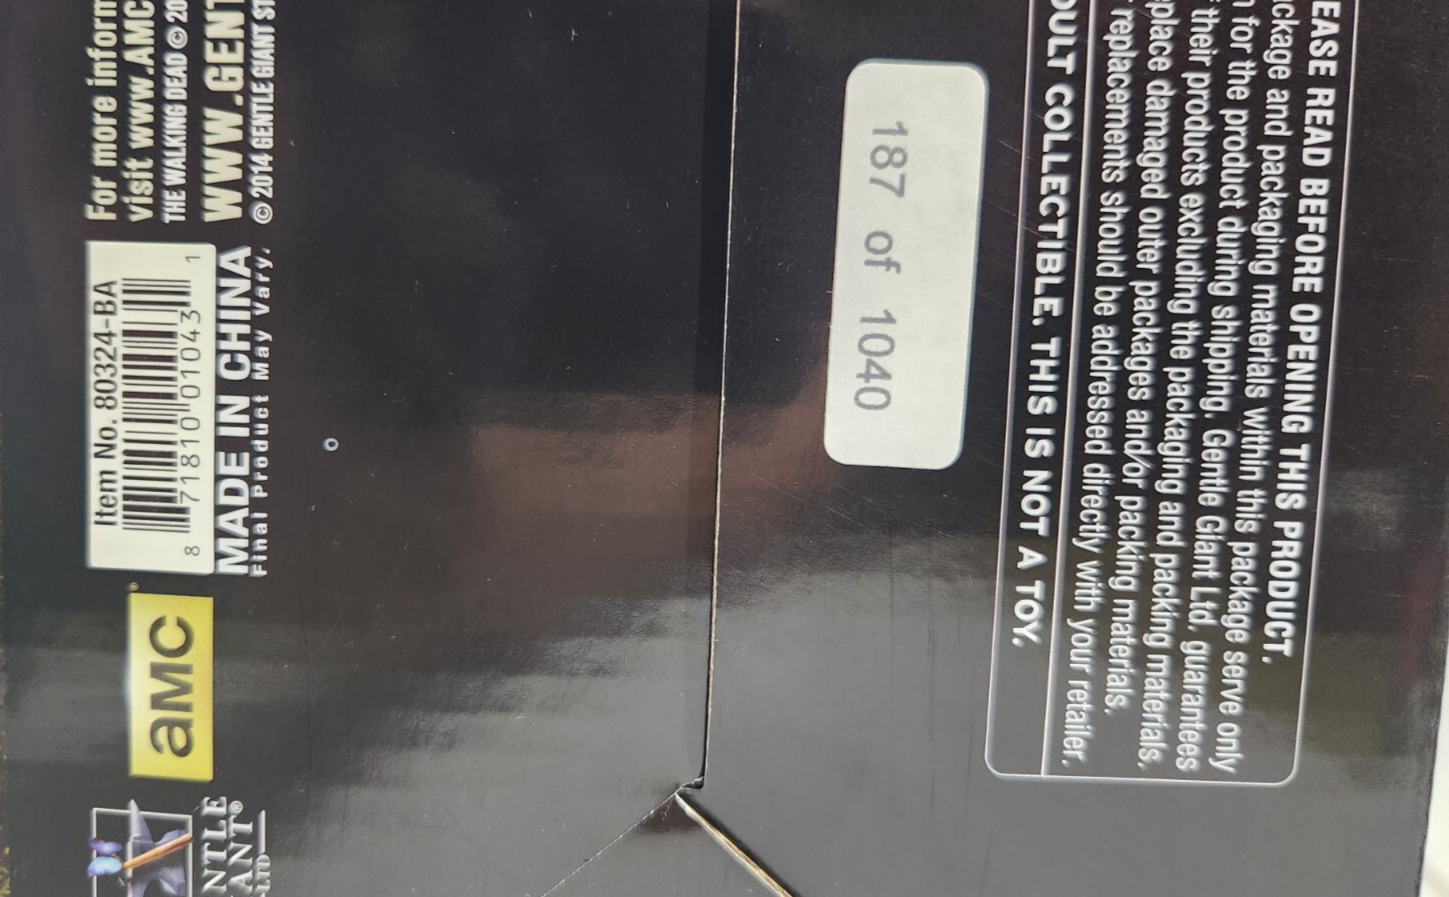 For more inform
visit www.AMC
THE WALKING DEAD © 20
WWW.GENT
© 2014 GENTLE GIANT ST
Item No. 80324-BA
8 71810 01043 1
MADE IN CHINA
Final Product May Vary.
aMC
NTLE
ANT®
LTD
187 of 1040
EASE READ BEFORE OPENING THIS PRODUCT.
ckage and packaging materials within this package serve only
for the product during shipping. Gentle Giant Ltd. guarantees
their products excluding the packaging and packing materials.
place damaged outer packages and/or packing materials.
replacements should be addressed directly with your retailer.
DULT COLLECTIBLE. THIS IS NOT A TOY.